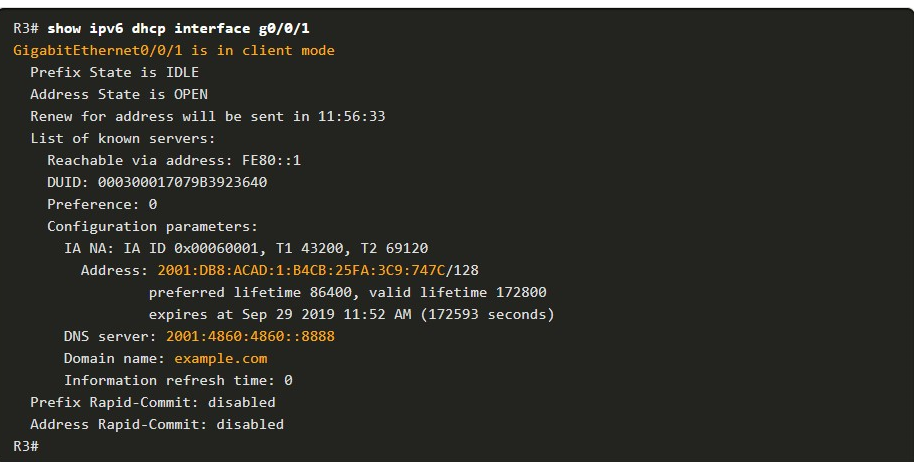 R3# show ipv6 dhcp interface g0/0/1
GigabitEthernet0/0/1 is in client mode
Prefix State is IDLE
Address State is OPEN
Renew for address will be sent in 11:56:33
List of known servers:
Reachable via address: FE80::1
DUID: 000300017079B3923640
Preference: 0
Configuration parameters:
IA NA: IA ID 0x00060001, T1 43200, T2 69120
Address: 2001:DB8:ACAD:1:B4CB:25FA:3C9:747C/128
preferred lifetime 86400, valid lifetime 172800
expires at Sep 29 2019 11:52 AM (172593 seconds)
DNS server: 2001:4860:4860::8888
Domain name: example.com
Information refresh time: 0
Prefix Rapid-Commit: disabled
Address Rapid-Commit: disabled
R3#